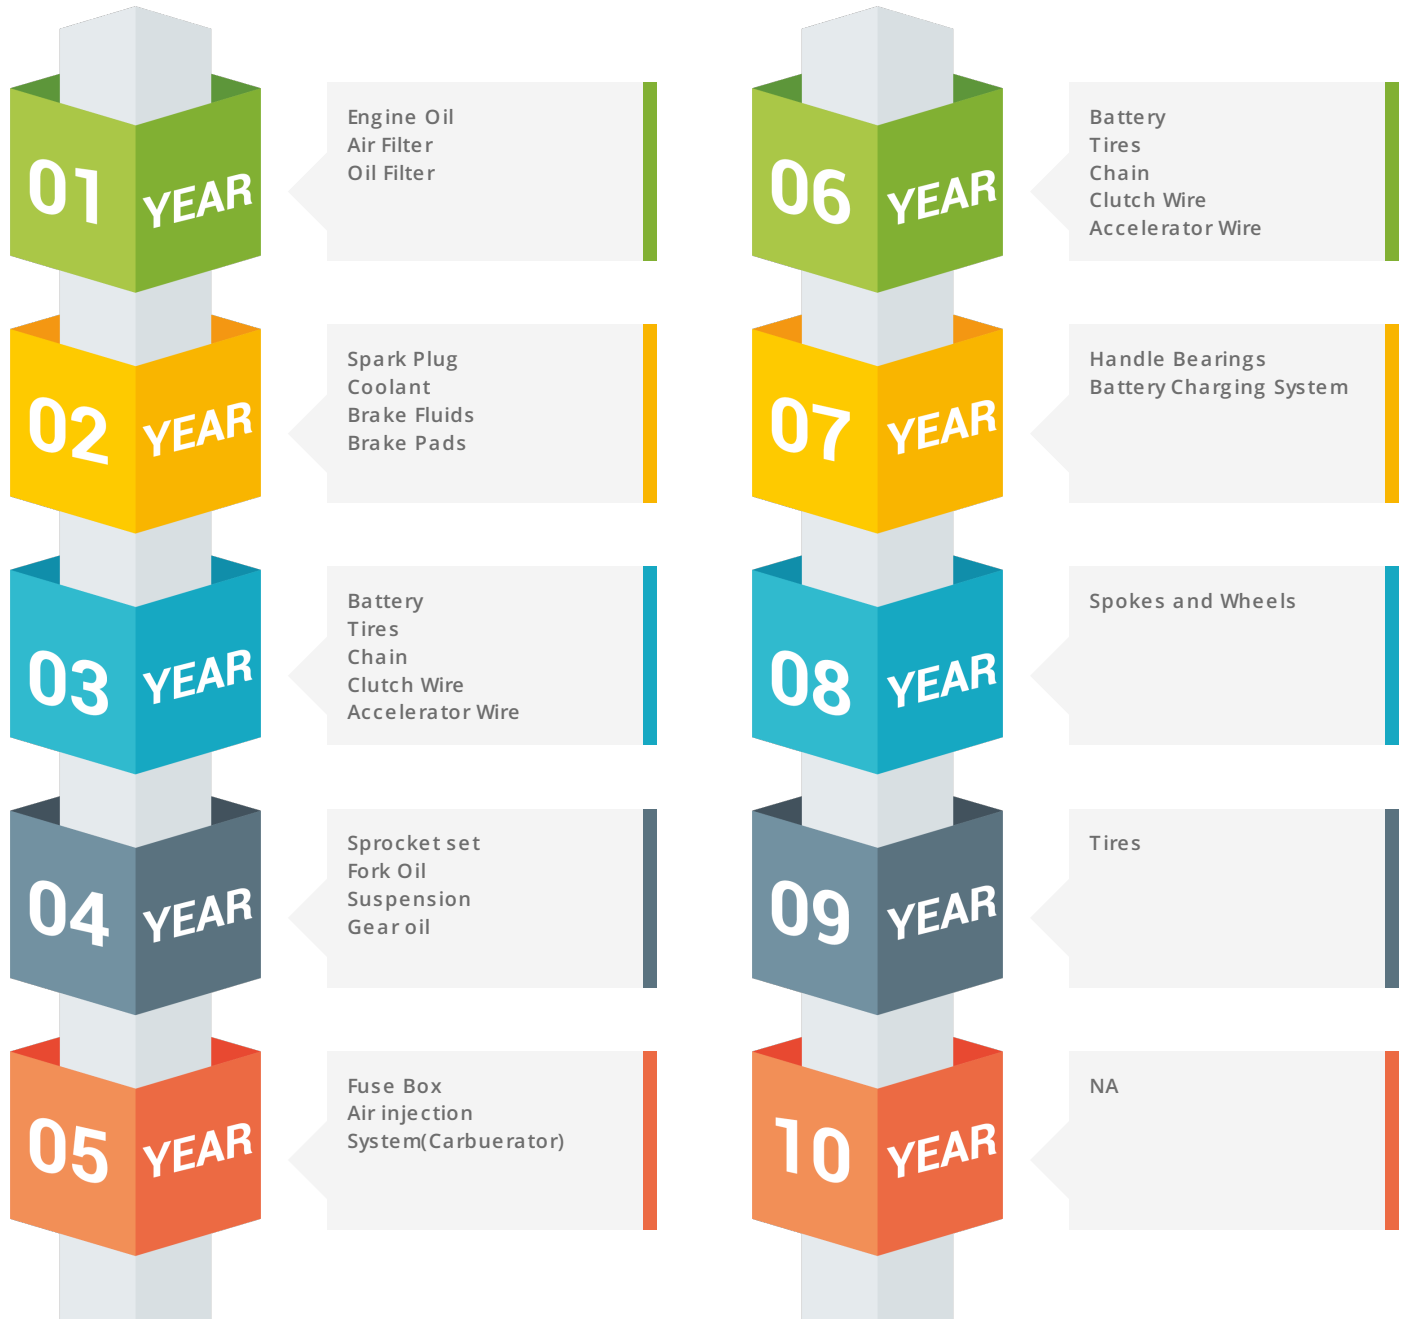 01 YEAR
Engine Oil
Air Filter
Oil Filter
02 YEAR
Spark Plug
Coolant
Brake Fluids
Brake Pads
03 YEAR
Battery
Tires
Chain
Clutch Wire
Accelerator Wire
04 YEAR
Sprocket set
Fork Oil
Suspension
Gear oil
05 YEAR
Fuse Box
Air injection
System(Carbuerator)
06 YEAR
Battery
Tires
Chain
Clutch Wire
Accelerator Wire
07 YEAR
Handle Bearings
Battery Charging System
08 YEAR
Spokes and Wheels
09 YEAR
Tires
10 YEAR
NA